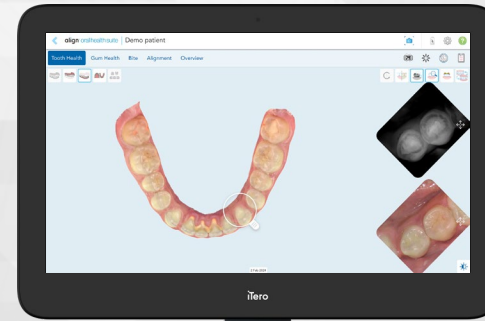 align oralhealthsuite | Demo patient
Tooth Health Gum Health Bite Alignment Overview
iTero